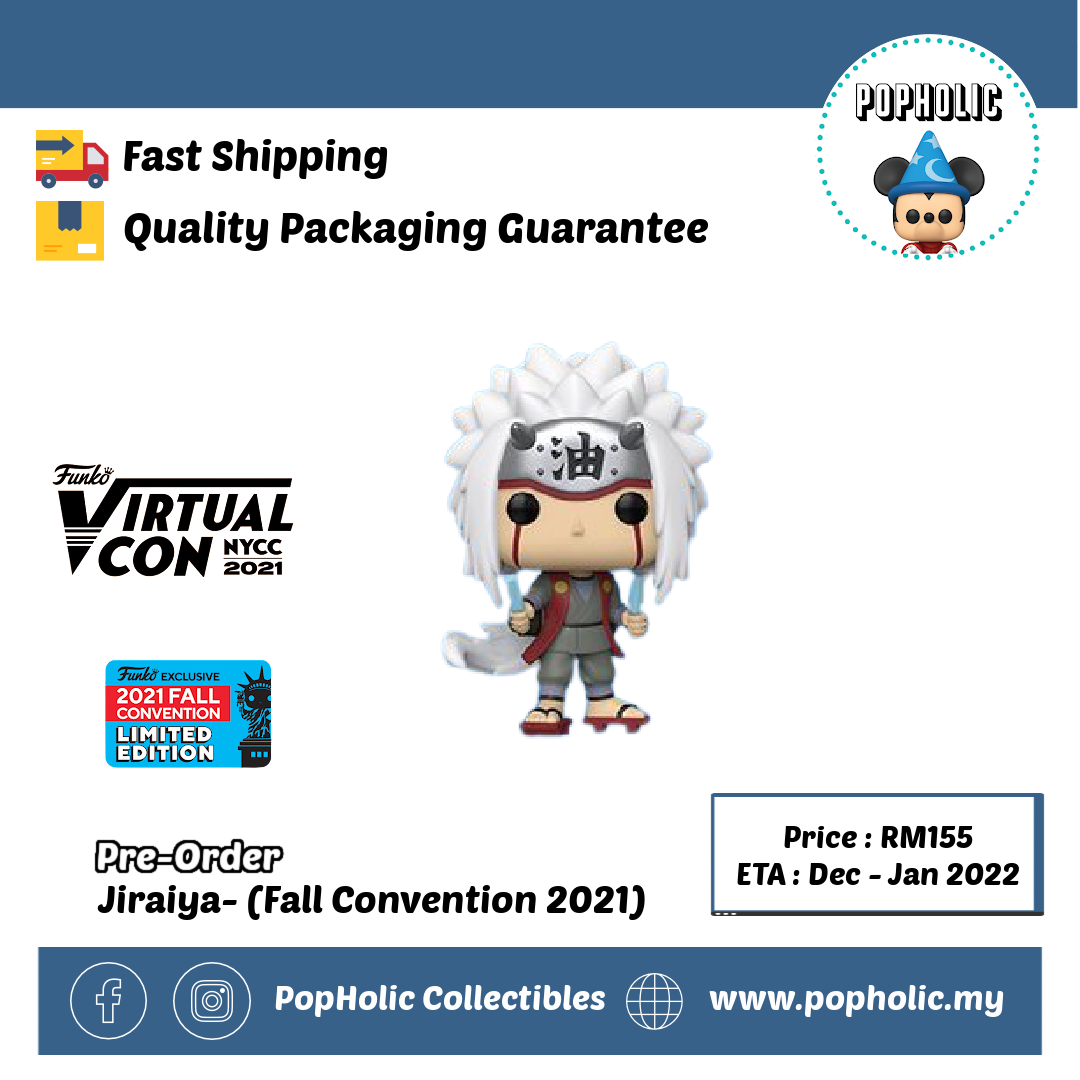 POPHOLIC
Fast Shipping
Quality Packaging Guarantee
油
Funko
VIRTUAL
CON NYCC
2021
Funko EXCLUSIVE
2021 FALL
CONVENTION
LIMITED
EDITION
Pre-Order
Jiraiya- (Fall Convention 2021)
Price : RM155
ETA : Dec - Jan 2022
PopHolic Collectibles www.popholic.my